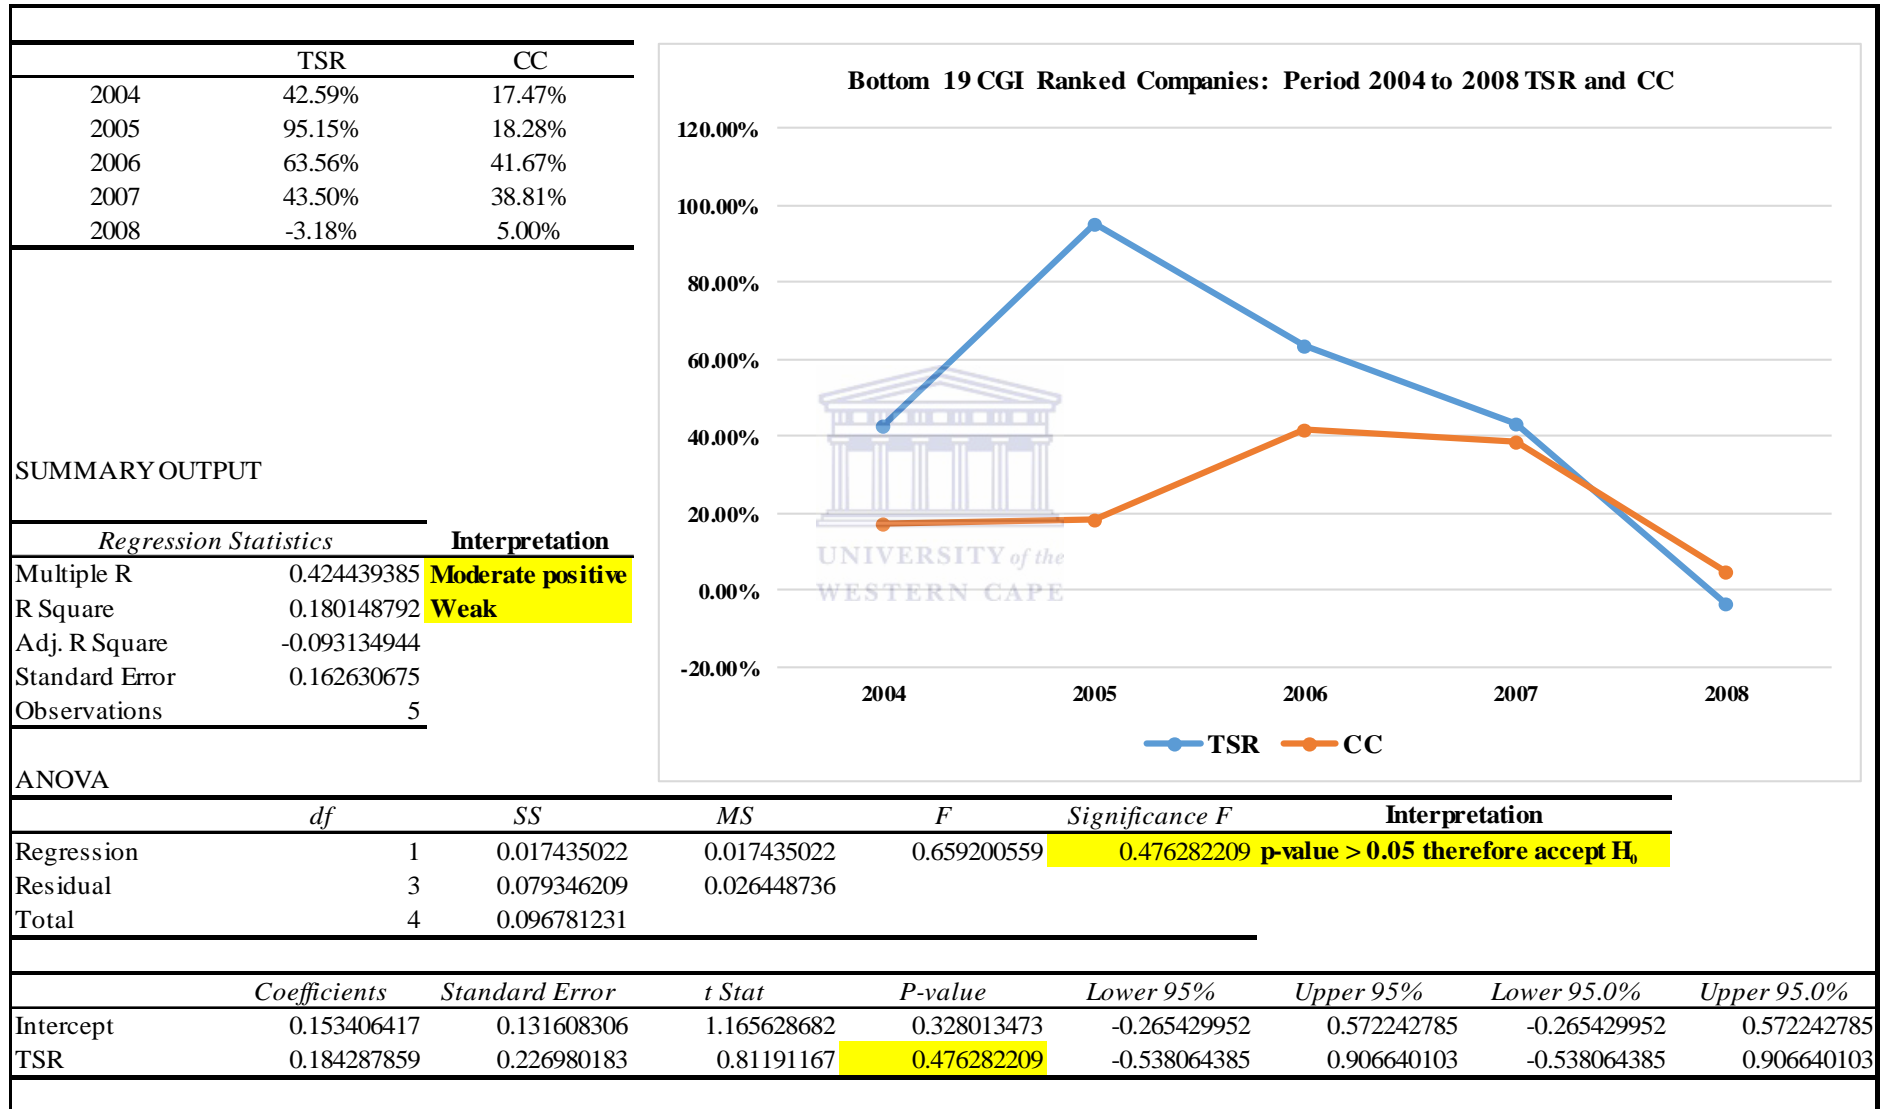 TSR CC
2004 42.59% 17.47%
2005 95.15% 18.28%
2006 63.56% 41.67%
2007 43.50% 38.81%
2008 -3.18% 5.00%
Bottom 19 CGI Ranked Companies: Period 2004 to 2008 TSR and CC
120.00%
100.00%
80.00%
60.00%
40.00%
20.00%
0.00%
-20.00%
2004 2005 2006 2007 2008
TSR CC
UNIVERSITY of the
WESTERN CAPE
SUMMARY OUTPUT
Regression Statistics Interpretation
Multiple R 0.424439385 Moderate positive
R Square 0.180148792 Weak
Adj. R Square -0.093134944
Standard Error 0.162630675
Observations 5
ANOVA
df SS MS F Significance F Interpretation
Regression 1 0.017435022 0.017435022 0.659200559 0.476282209 p-value > 0.05 therefore accept H₀
Residual 3 0.079346209 0.026448736
Total 4 0.096781231
Coefficients Standard Error t Stat P-value Lower 95% Upper 95% Lower 95.0% Upper 95.0%
Intercept 0.153406417 0.131608306 1.165628682 0.328013473 -0.265429952 0.572242785 -0.265429952 0.572242785
TSR 0.184287859 0.226980183 0.81191167 0.476282209 -0.538064385 0.906640103 -0.538064385 0.906640103